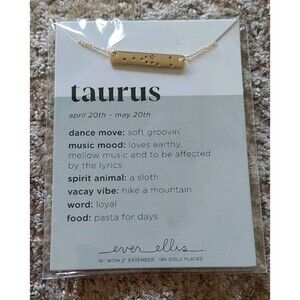 taurus
april 20th - may 20th
dance move: soft groovin'
music mood: loves earthy,
mellow music and to be affected
by the lyrics
spirit animal: a sloth
vacay vibe: hike a mountain
word: loyal
food: pasta for days
ever ellis
16" WITH 2" EXTENDER · 18K GOLD PLATED